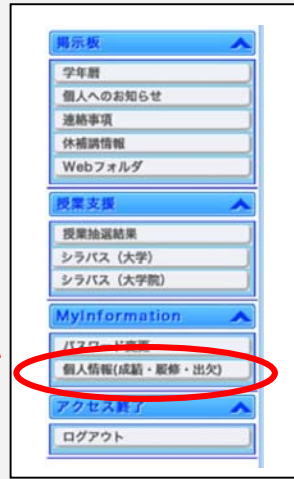 掲示板
学年暦
個人へのお知らせ
連絡事項
休補講情報
Webフォルダ
授業支援
授業抽選結果
シラバス（大学）
シラバス（大学院）
MyInformation
パスワード変更
個人情報(成績・履修・出欠)
アクセス終了
ログアウト